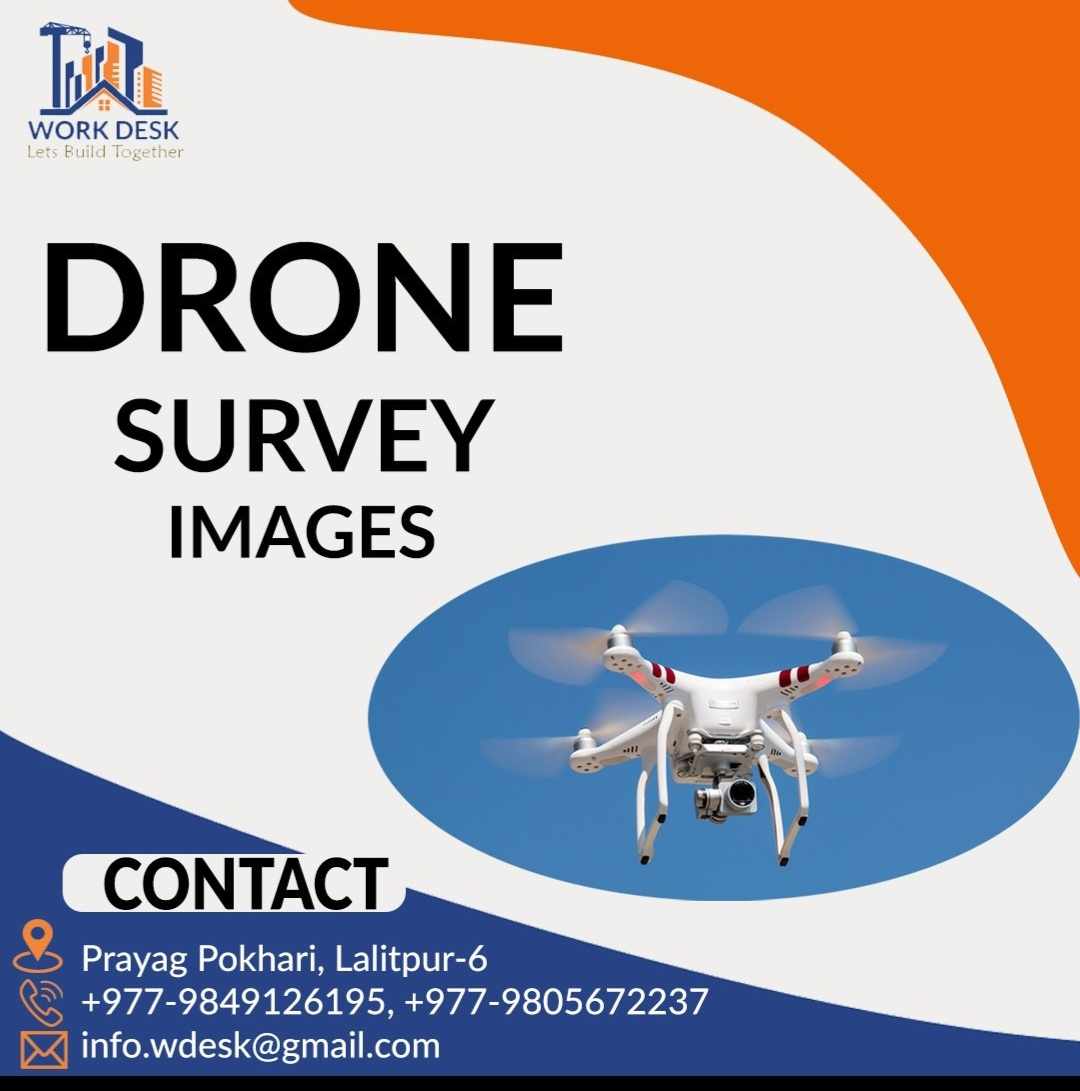 WORK DESK
Lets Build Together
DRONE
SURVEY
IMAGES
CONTACT
Prayag Pokhari, Lalitpur-6
+977-9849126195, +977-9805672237
info.wdesk@gmail.com